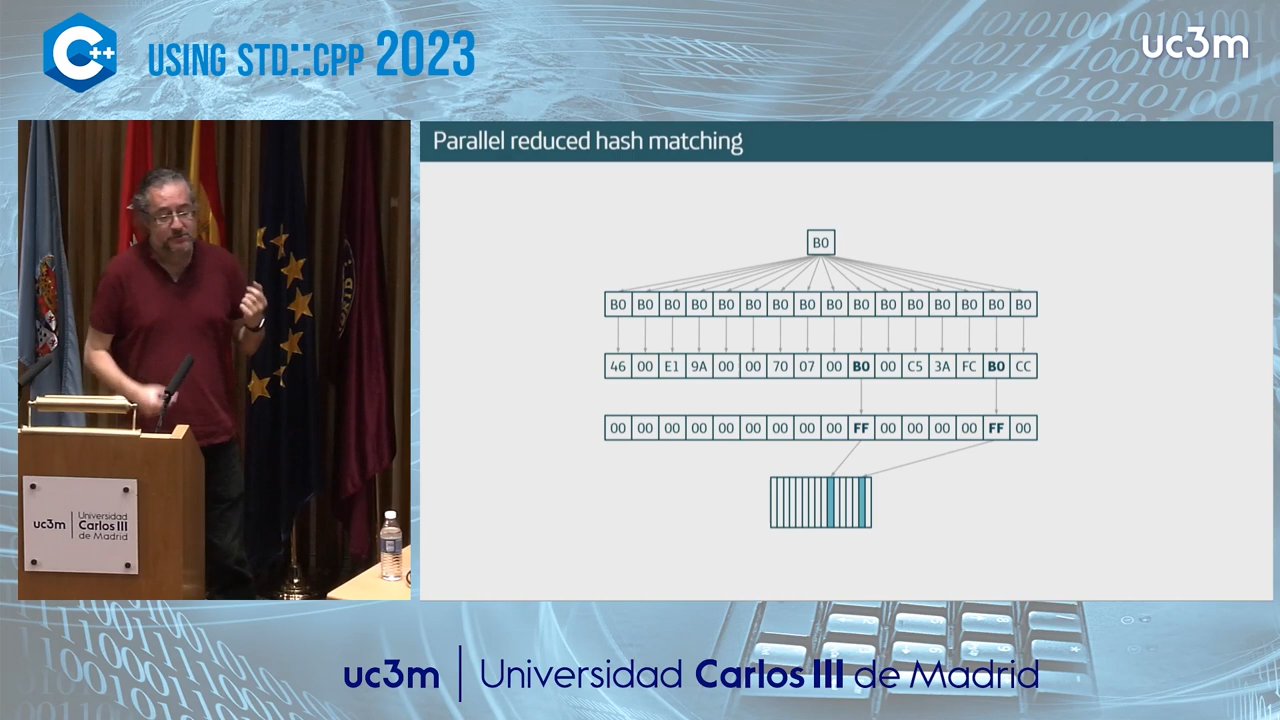 C++
USING STD::CPP 2023
uc3m
Parallel reduced hash matching
B0
B0 B0 B0 B0 B0 B0 B0 B0 B0 B0 B0 B0 B0 B0 B0 B0
46 00 E1 9A 00 00 70 07 00 B0 00 C5 3A FC B0 CC
00 00 00 00 00 00 00 00 00 FF 00 00 00 00 FF 00
uc3m
Universidad
Carlos III
de Madrid
uc3m | Universidad Carlos III de Madrid